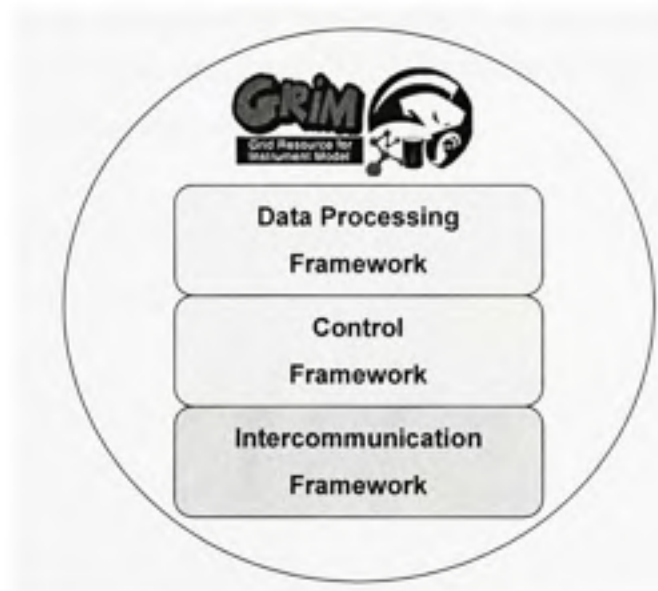 GRiM
Grid Resource for
Instrument Model
Data Processing
Framework
Control
Framework
Intercommunication
Framework